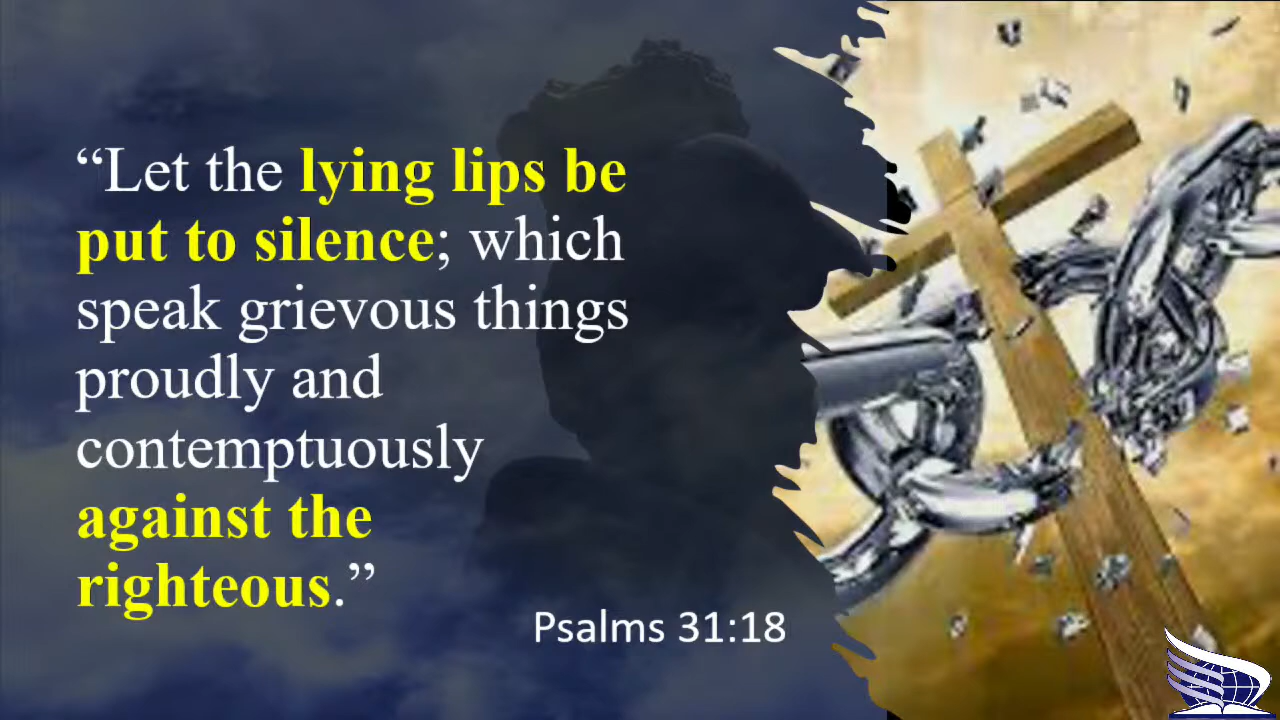 “Let the lying lips be
put to silence; which
speak grievous things
proudly and
contemptuously
against the
righteous.”
Psalms 31:18